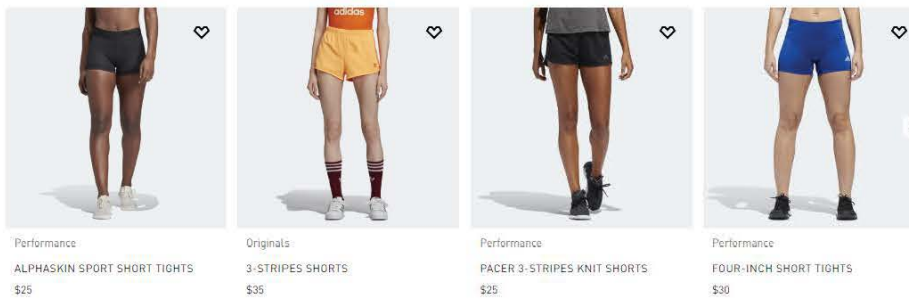 adidas
Performance
ALPHASKIN SPORT SHORT TIGHTS
$25
Originals
3-STRIPES SHORTS
$35
Performance
PACER 3-STRIPES KNIT SHORTS
$25
Performance
FOUR-INCH SHORT TIGHTS
$30